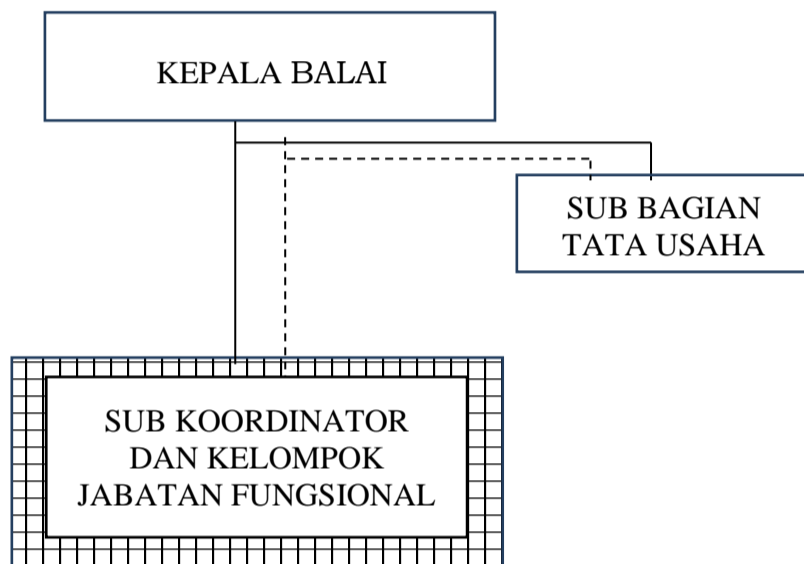 KEPALA BALAI
SUB BAGIAN
TATA USAHA
SUB KOORDINATOR
DAN KELOMPOK
JABATAN FUNGSIONAL